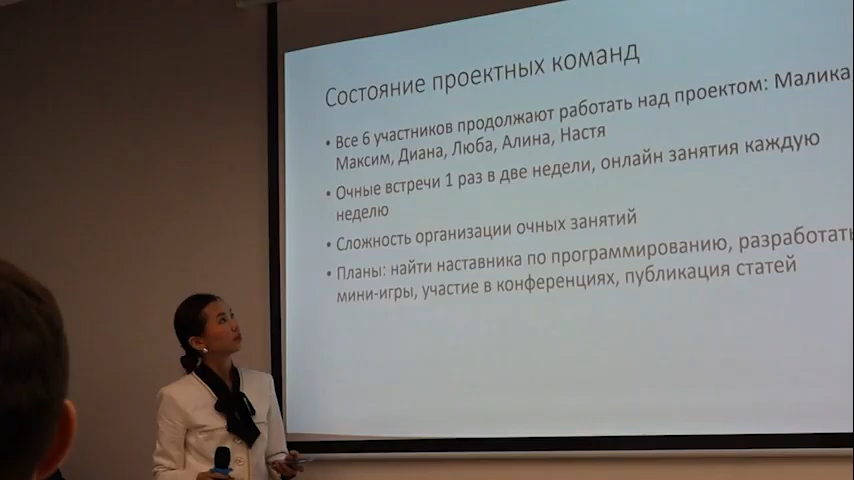 Состояние проектных команд
• Все 6 участников продолжают работать над проектом: Малика
Максим, Диана, Люба, Алина, Настя
• Очные встречи 1 раз в две недели, онлайн занятия каждую
неделю
• Сложность организации очных занятий
• Планы: найти наставника по программированию, разработать
мини-игры, участие в конференциях, публикация статей